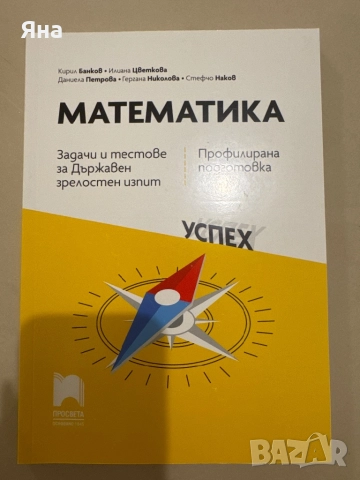 Яна
Кирил Банков • Илиана Цветкова
Даниела Петрова • Гергана Николова • Стефчо Наков
МАТЕМАТИКА
Задачи и тестове
за Държавен
зрелостен изпит
Профилирана
подготовка
УСПЕХ
ПРОСВЕТА
BAZAR.BG